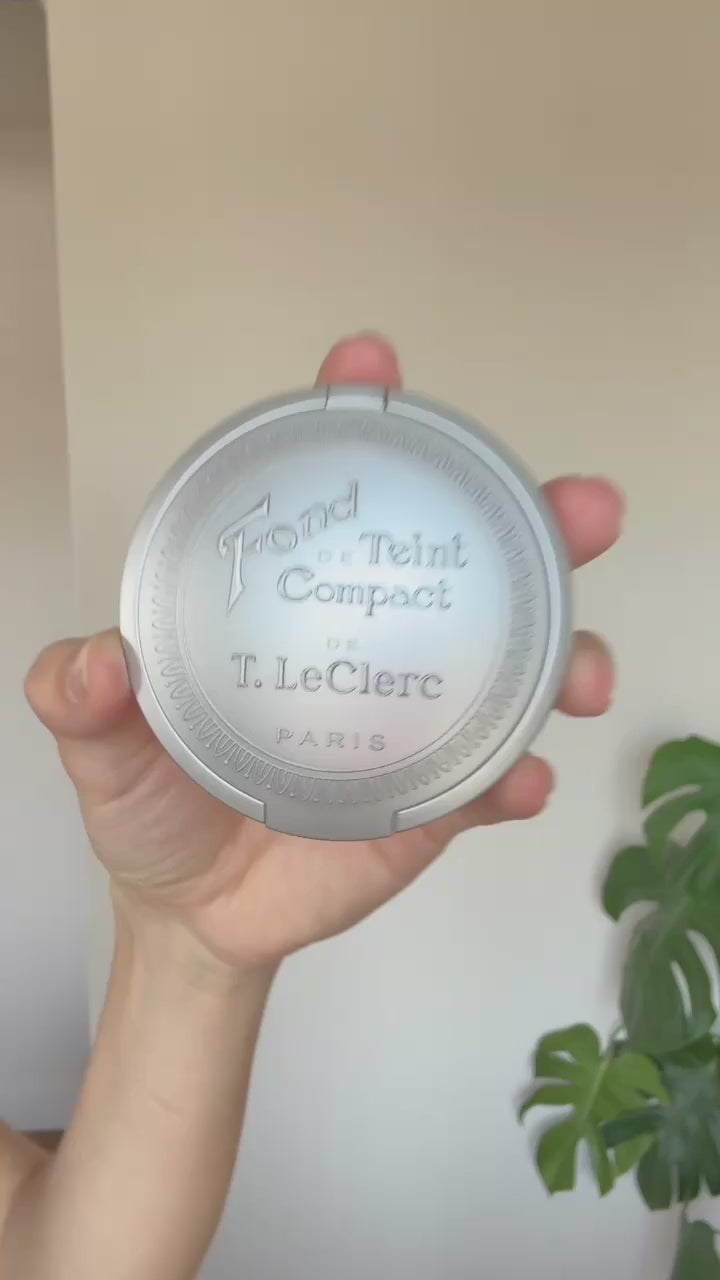 Fond
DE Teint
Compact
DE
T. LeClerc
PARIS